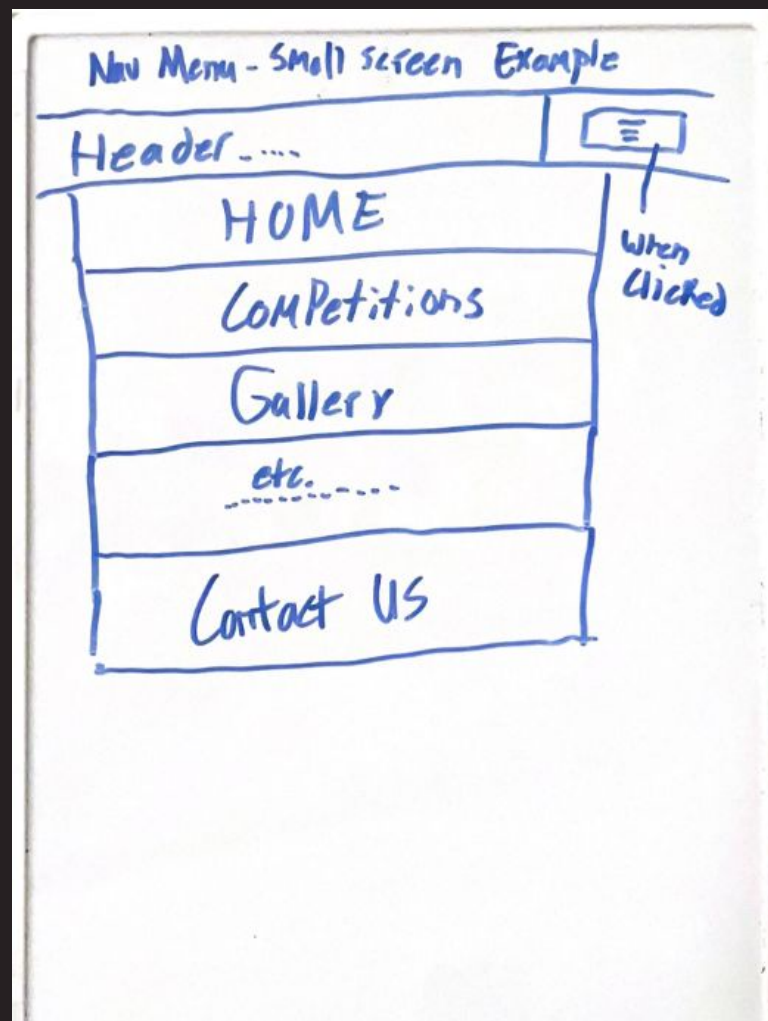 Nav Menu - Small screen Example
Header.....
HOME
when
clicked
Competitions
Gallery
etc.
Contact US